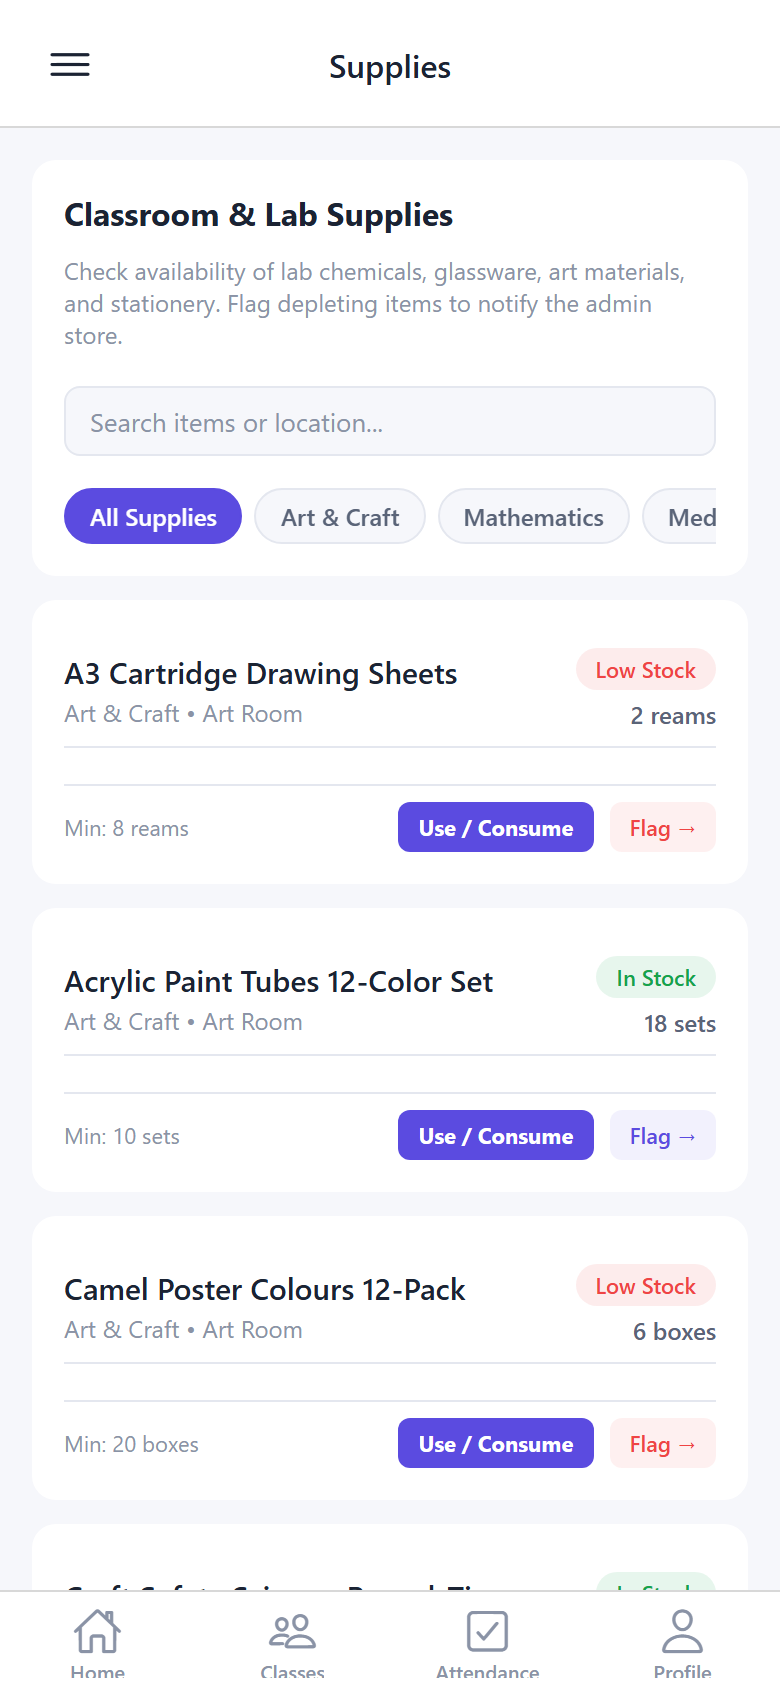 Supplies
Classroom & Lab Supplies
Check availability of lab chemicals, glassware, art materials,
and stationery. Flag depleting items to notify the admin
store.
Search items or location...
All Supplies
Art & Craft
Mathematics
Med
A3 Cartridge Drawing Sheets
Low Stock
Art & Craft • Art Room
2 reams
Min: 8 reams
Use / Consume
Flag →
Acrylic Paint Tubes 12-Color Set
In Stock
Art & Craft • Art Room
18 sets
Min: 10 sets
Use / Consume
Flag →
Camel Poster Colours 12-Pack
Low Stock
Art & Craft • Art Room
6 boxes
Min: 20 boxes
Use / Consume
Flag →
Home
Classes
Attendance
Profile